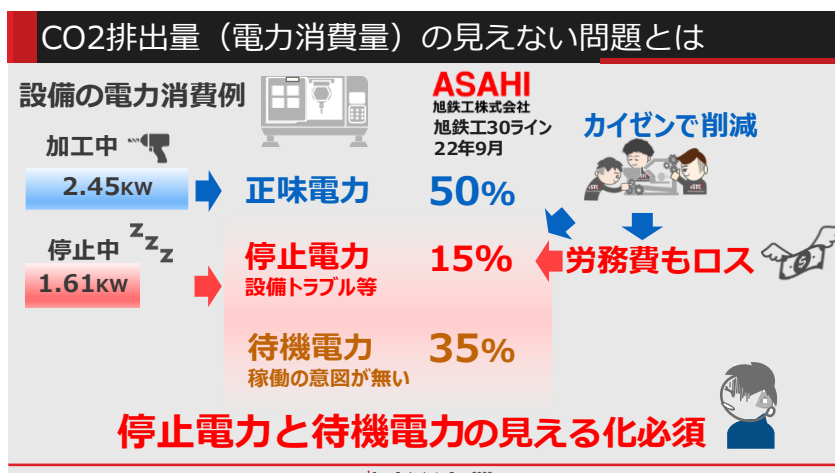 CO2排出量（電力消費量）の見えない問題とは
設備の電力消費例
ASAHI
旭鉄工株式会社
旭鉄工30ライン
22年9月
カイゼンで削減
加工中
2.45KW
正味電力
50%
停止中
zzz
1.61KW
停止電力
設備トラブル等
15%
労務費もロス
待機電力
稼働の意図が無い
35%
停止電力と待機電力の見える化必須